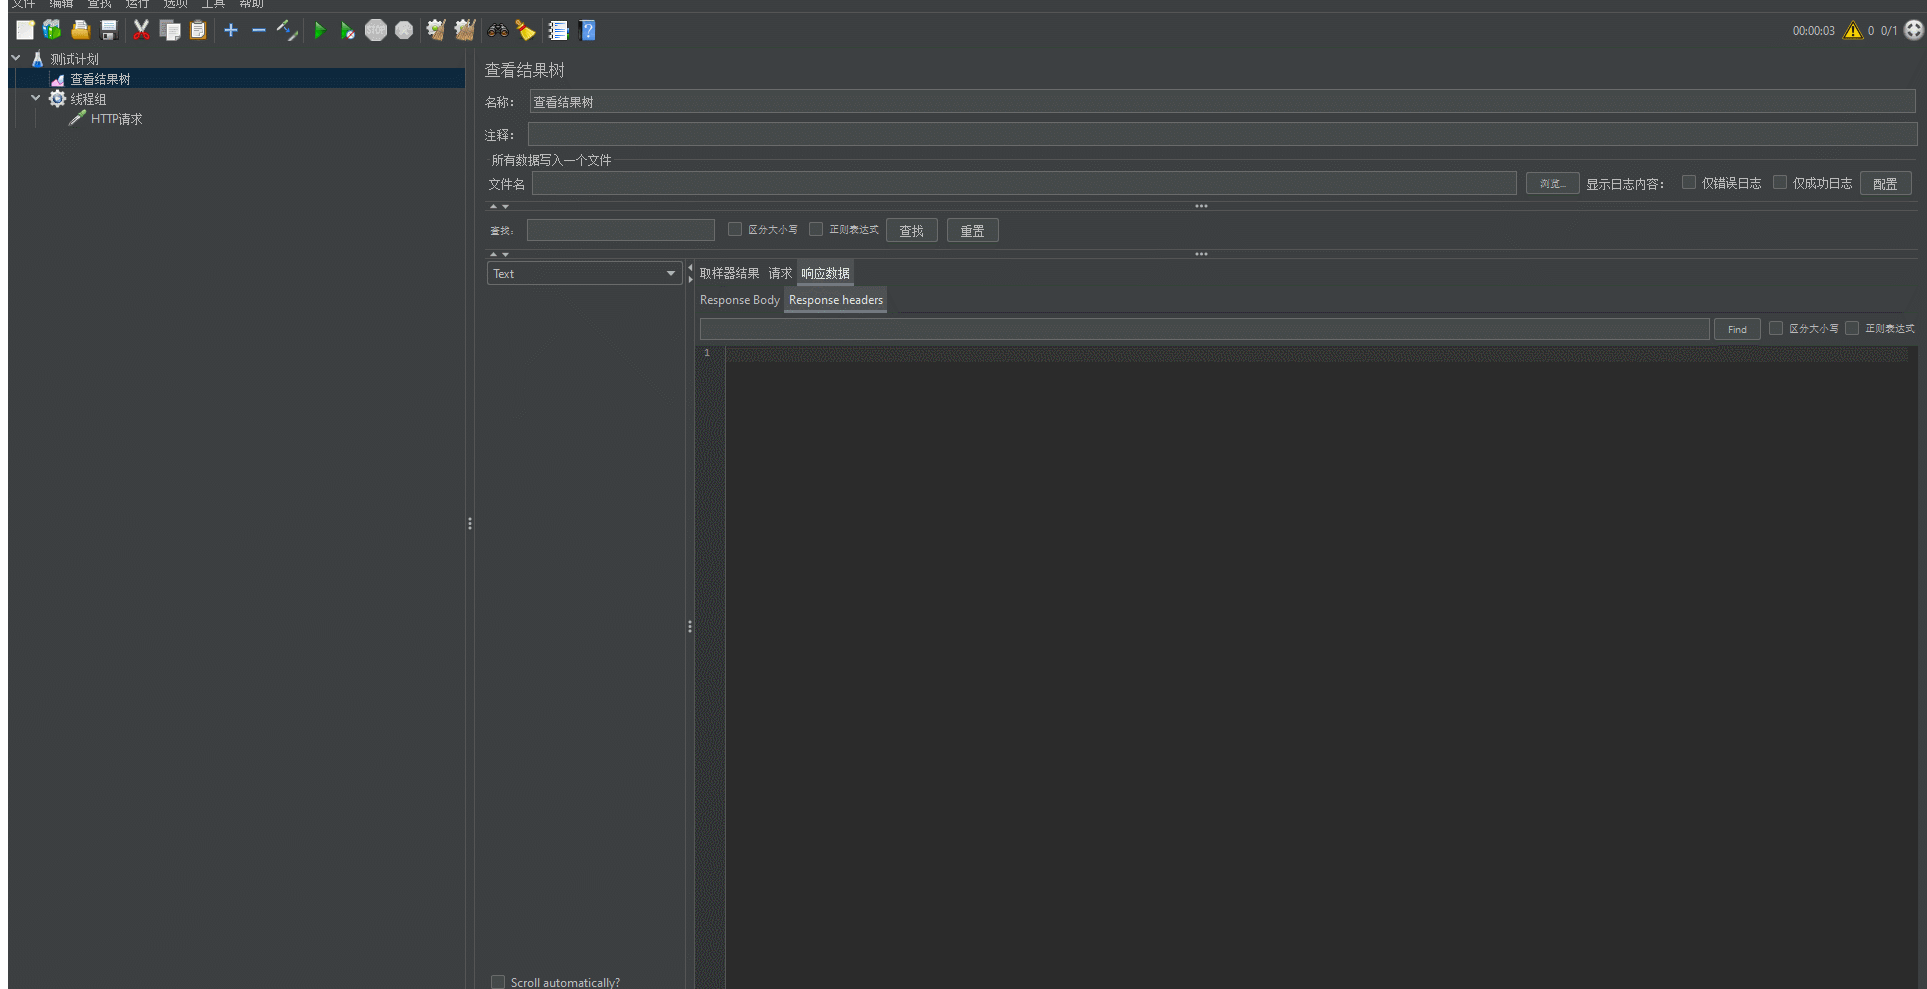 文件 编辑 查找 运行 选项 工具 帮助
STOP
00:00:03 0 0/1
测试计划
查看结果树
线程组
HTTP请求
查看结果树
名称： 查看结果树
注释：
所有数据写入一个文件
文件名 浏览... 显示日志内容： 仅错误日志 仅成功日志 配置
查找： 区分大小写 正则表达式 查找 重置
Text
取样器结果 请求 响应数据
Response Body Response headers
Find 区分大小写 正则表达式
1
Scroll automatically?